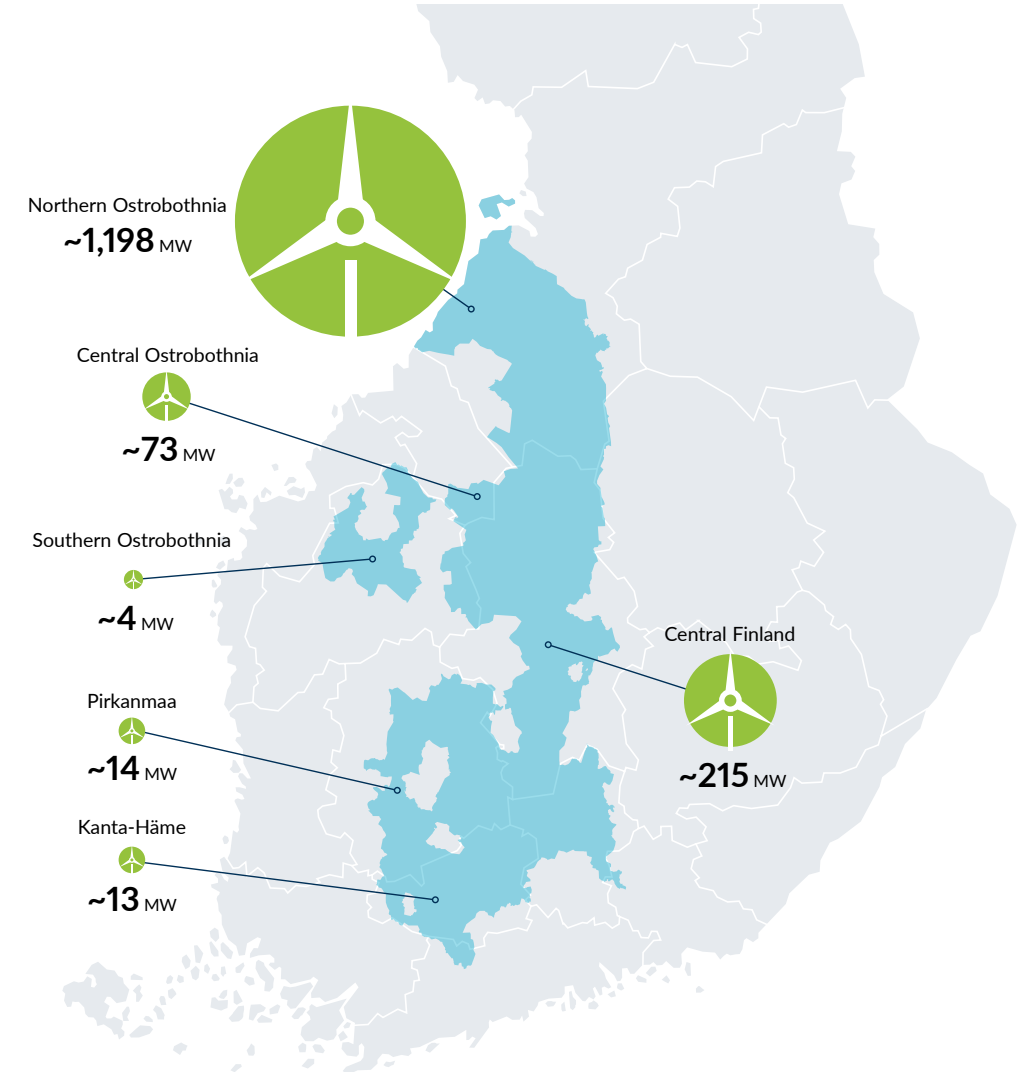 Northern Ostrobothnia
~1,198 MW
Central Ostrobothnia
~73 MW
Southern Ostrobothnia
~4 MW
Central Finland
~215 MW
Pirkanmaa
~14 MW
Kanta-Häme
~13 MW